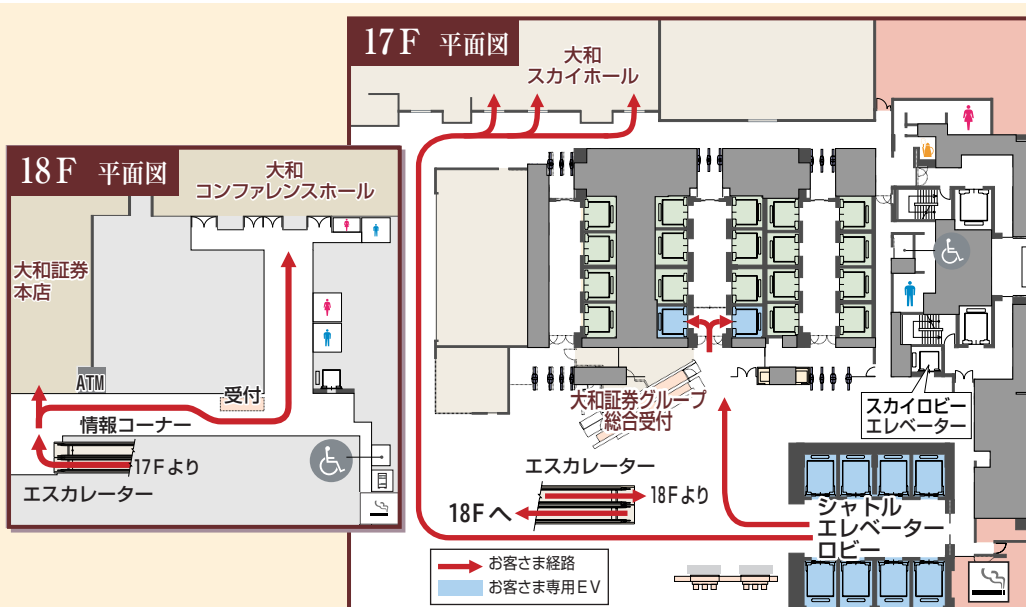 17F 平面図
大和
スカイホール
大和証券グループ
総合受付
スカイロビー
エレベーター
エスカレーター
18Fより
18Fへ
シャトル
エレベーター
ロビー
お客さま経路
お客さま専用EV
18F 平面図
大和
コンファレンスホール
大和証券
本店
ATM
受付
情報コーナー
17Fより
エスカレーター